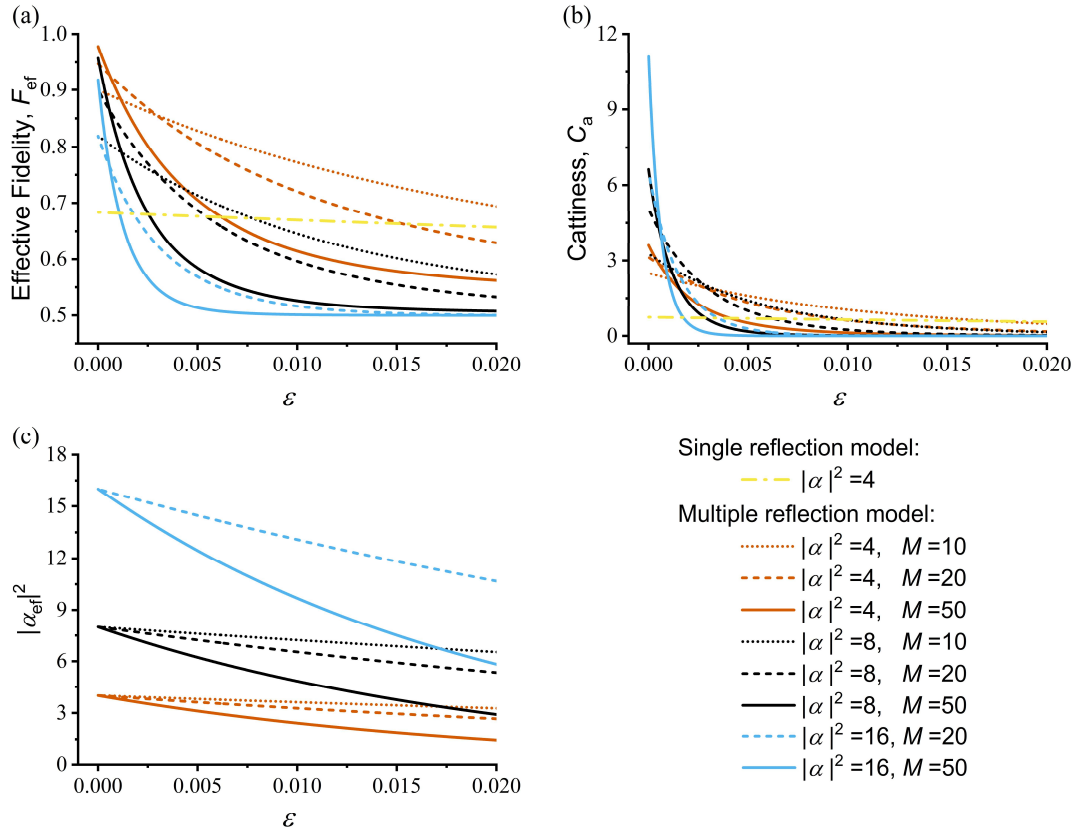 (a)
1.0
0.9
0.8
0.7
0.6
0.5
Effective Fidelity, F_ef
0.000 0.005 0.010 0.015 0.020
ε
(b)
12
9
6
3
0
Cattiness, C_a
0.000 0.005 0.010 0.015 0.020
ε
(c)
18
15
12
9
6
3
0
|α_ef|²
0.000 0.005 0.010 0.015 0.020
ε
Single reflection model:
|α|² =4
Multiple reflection model:
|α|² =4, M =10
|α|² =4, M =20
|α|² =4, M =50
|α|² =8, M =10
|α|² =8, M =20
|α|² =8, M =50
|α|² =16, M =20
|α|² =16, M =50